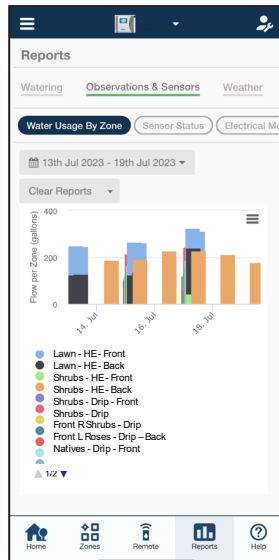 Reports
Watering Observations & Sensors Weather
Water Usage By Zone Sensor Status Electrical Mo
13th Jul 2023 - 19th Jul 2023
Clear Reports
Flow per Zone (gallons)
400
200
0
14. Jul 16. Jul 18. Jul
Lawn - HE - Front
Lawn - HE - Back
Shrubs - HE - Front
Shrubs - HE - Back
Shrubs - Drip - Front
Shrubs - Drip
Front R Shrubs - Drip
Front L Roses - Drip – Back
Natives - Drip - Front
1/2
Home Zones Remote Reports Help